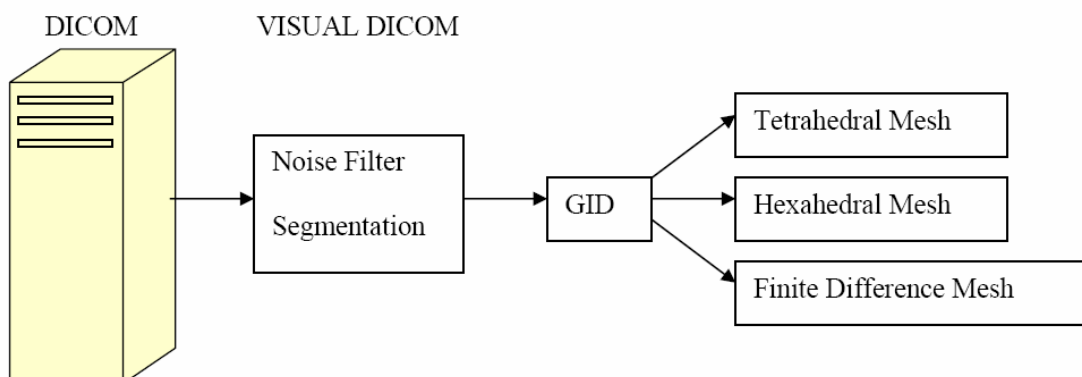 DICOM
VISUAL DICOM
Noise Filter
Segmentation
GID
Tetrahedral Mesh
Hexahedral Mesh
Finite Difference Mesh